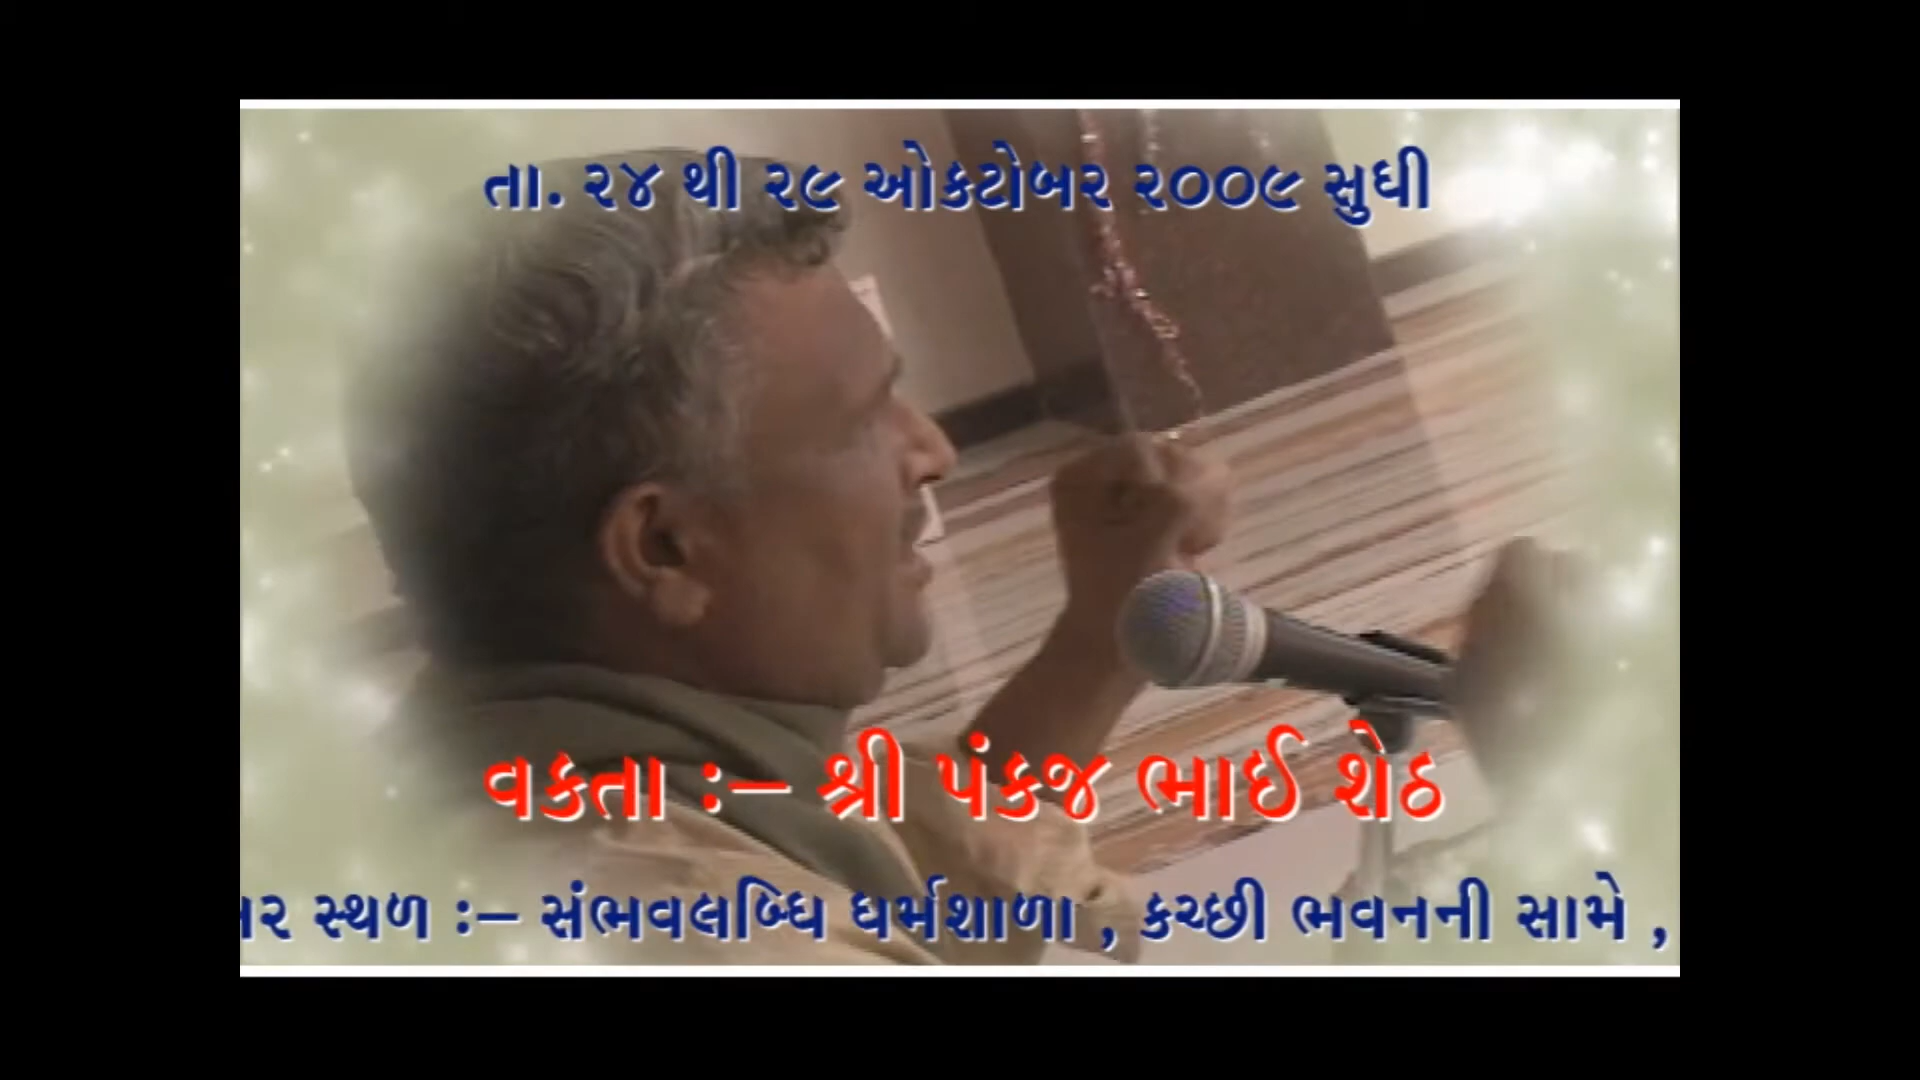 તા. ૨૪ થી ૨૯ ઓકટોબર ૨૦૦૯ સુધી
વકતા :– શ્રી પંકજ ભાઈ શેઠ
સ્થળ :– સંભવલબ્ધિ ધર્મશાળા , કચ્છી ભવનની સામે ,